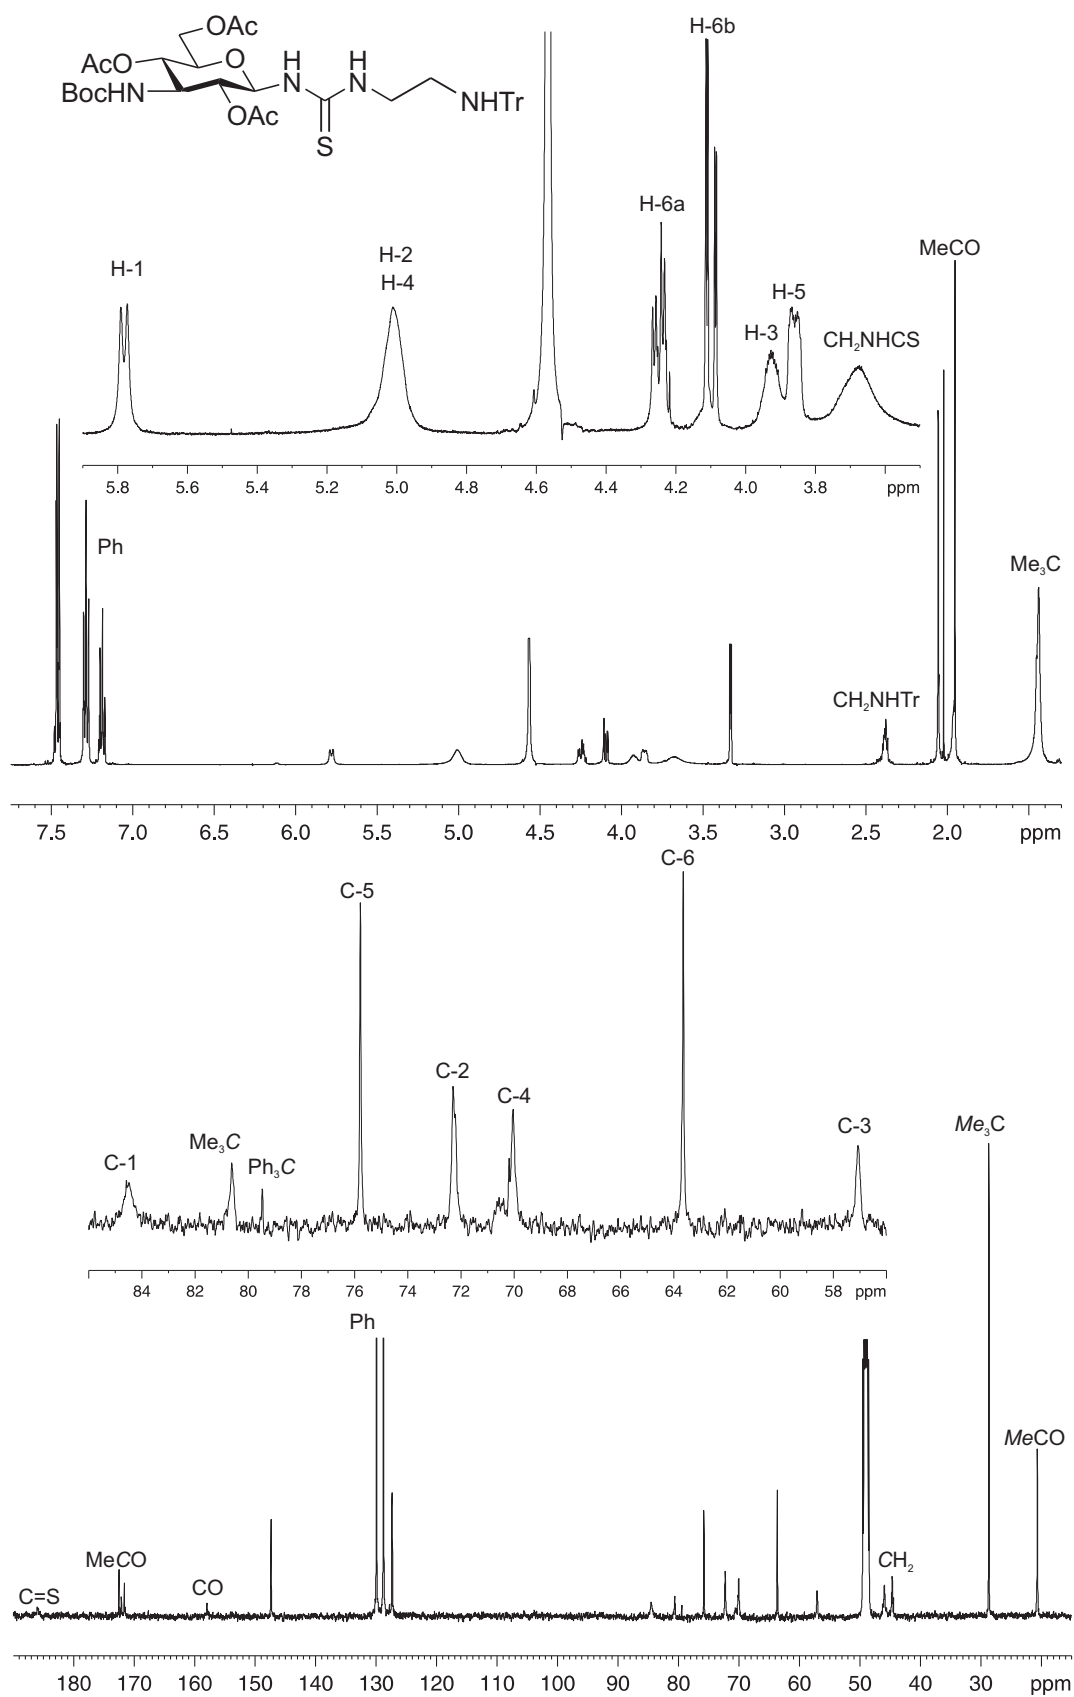 OAc
AcO
O
H
N
H
N
BocHN
OAc
S
NHTr
H-6b
H-6a
H-1
H-2
H-4
MeCO
H-5
H-3
CH₂NHCS
5.8 5.6 5.4 5.2 5.0 4.8 4.6 4.4 4.2 4.0 3.8 ppm
Ph
Me₃C
CH₂NHTr
7.5 7.0 6.5 6.0 5.5 5.0 4.5 4.0 3.5 3.0 2.5 2.0 ppm
C-6
C-5
C-2
C-4
C-3
Me₃C
Me₃C
C-1
Ph₃C
84 82 80 78 76 74 72 70 68 66 64 62 60 58 ppm
Ph
MeCO
MeCO
CH₂
C=S
CO
180 170 160 150 140 130 120 110 100 90 80 70 60 50 40 30 ppm